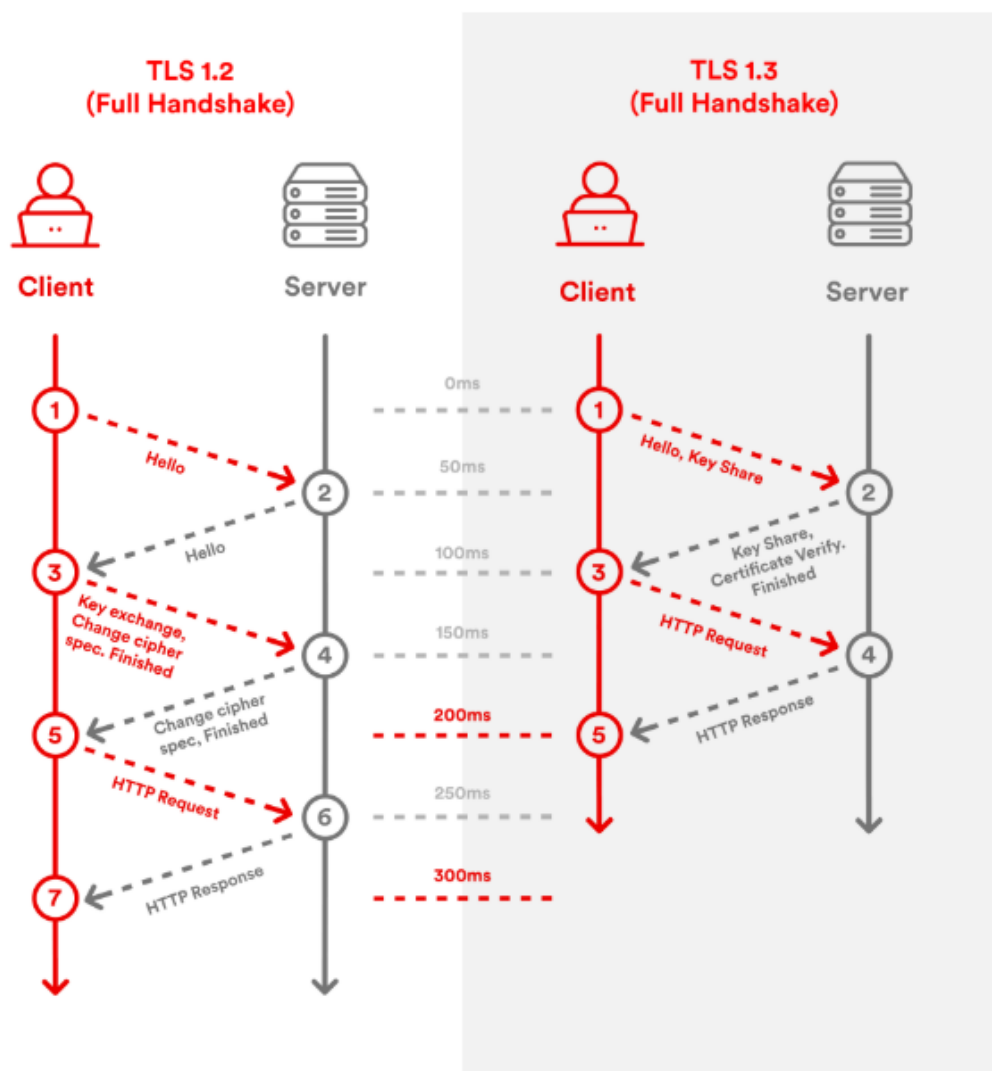 TLS 1.2
(Full Handshake)
TLS 1.3
(Full Handshake)
Client
Server
Client
Server
0ms
1
1
Hello
Hello, Key Share
50ms
2
2
Hello
Key Share,
Certificate Verify.
Finished
100ms
3
3
Key exchange,
Change cipher
spec. Finished
HTTP Request
150ms
4
4
Change cipher
spec, Finished
HTTP Response
200ms
5
5
HTTP Request
250ms
6
HTTP Response
300ms
7